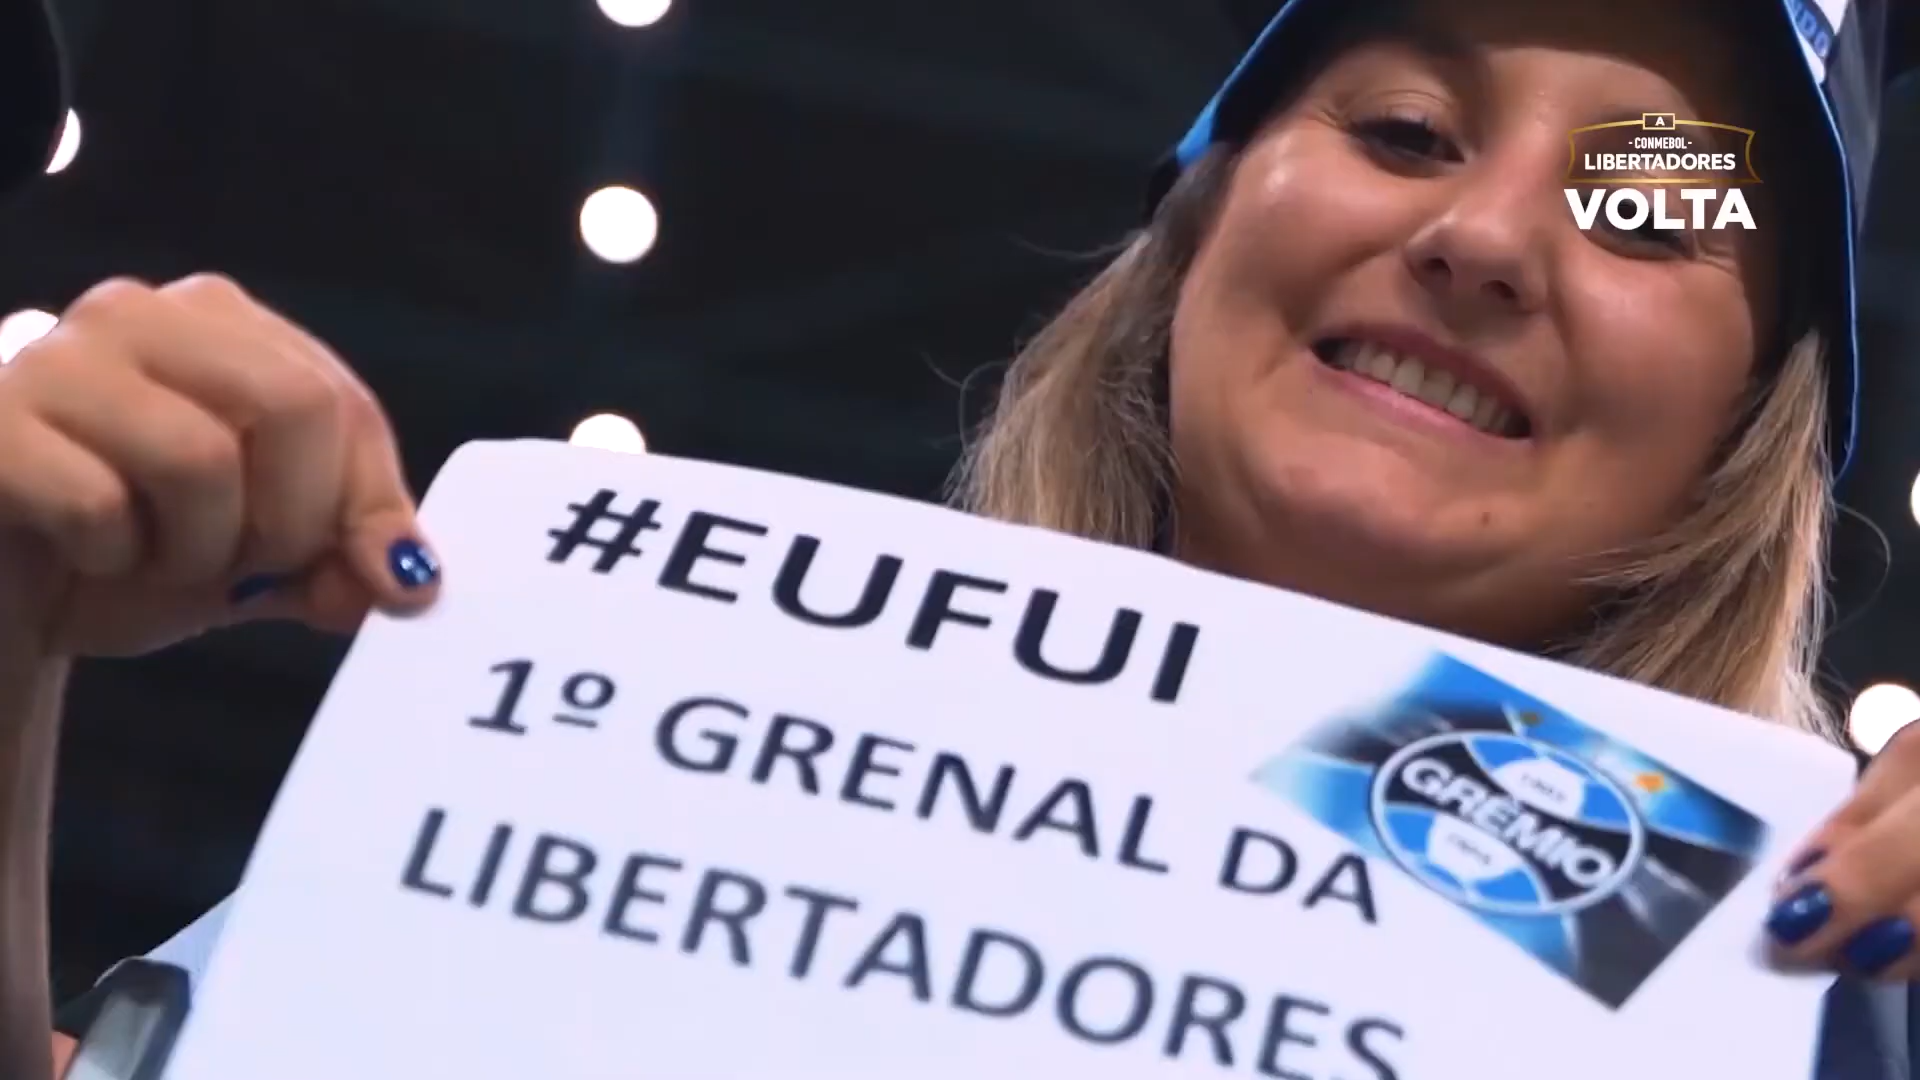 A
-CONMEBOL-
LIBERTADORES
VOLTA
#EUFUI
1º GRENAL DA
LIBERTADORES
GRÊMIO